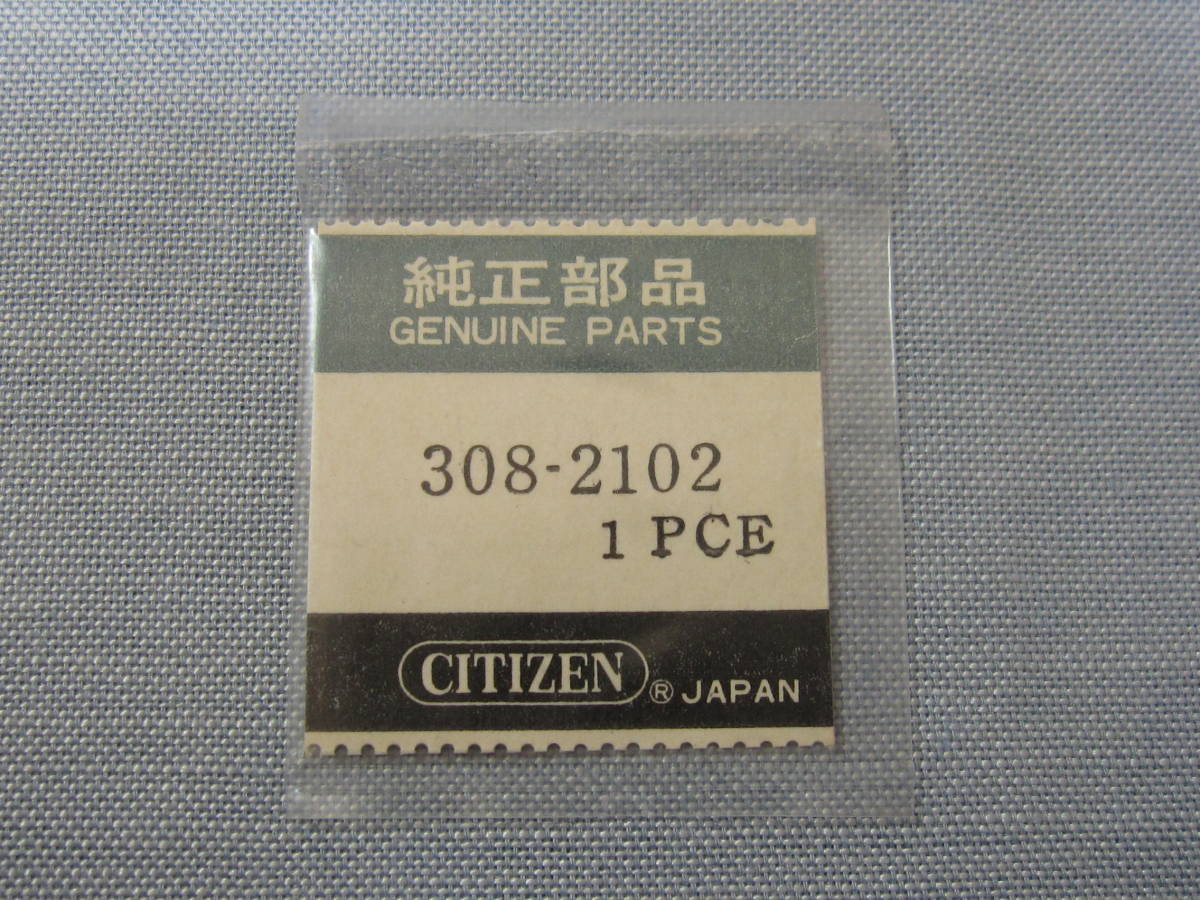 純正部品
GENUINE PARTS
308-2102
1 PCE
CITIZEN ® JAPAN